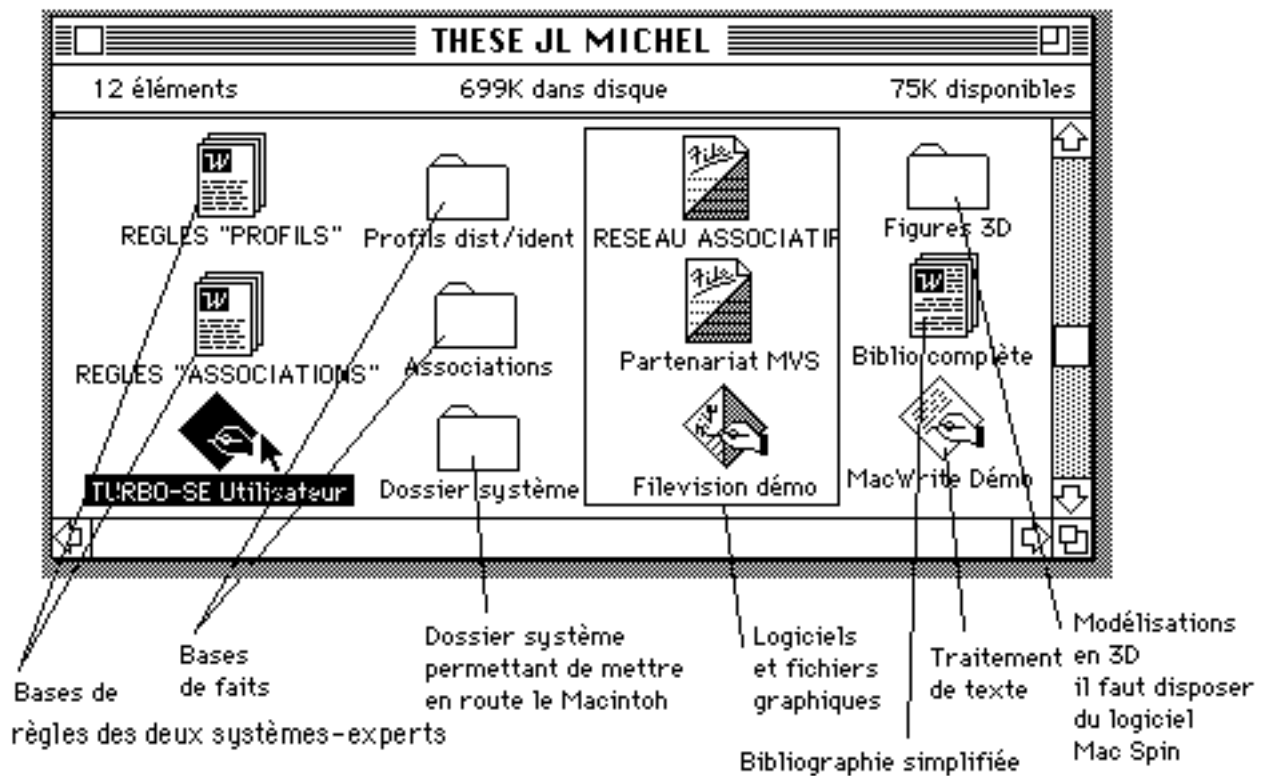 THESE JL MICHEL
12 éléments 699K dans disque 75K disponibles
REGLES "PROFILS" Profils dist/ident RESEAU ASSOCIATIF Figures 3D
REGLES "ASSOCIATIONS" Associations Partenariat MVS Biblio complète
TURBO-SE Utilisateur Dossier système Filevision démo MacWrite Démo
Bases de
règles des deux systèmes-experts
Bases
de faits
Dossier système
permettant de mettre
en route le Macintoh
Logiciels
et fichiers
graphiques
Bibliographie simplifiée
Traitement
de texte
Modélisations
en 3D
il faut disposer
du logiciel
Mac Spin